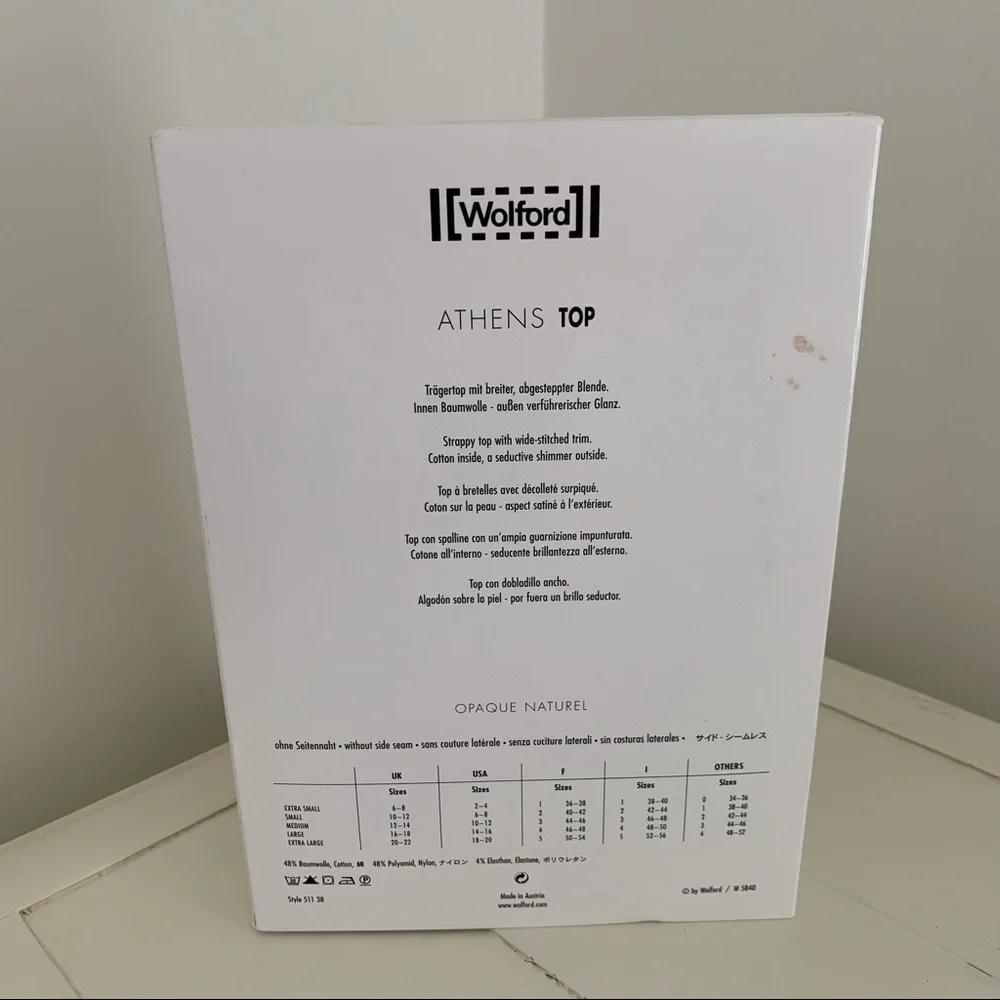 Wolford
ATHENS TOP
Trägertop mit breiter, abgesteppter Blende.
Innen Baumwolle - außen verführerischer Glanz.
Strappy top with wide-stitched trim.
Cotton inside, a seductive shimmer outside.
Top à bretelles avec décolleté surpiqué.
Coton sur la peau - aspect satiné à l'extérieur.
Top con spalline con un'ampia guarnizione impunturata.
Cotone all'interno - seducente brillantezza all'esterno.
Top con dobladillo ancho.
Algodón sobre la piel - por fuera un brillo seductor.
OPAQUE NATUREL
ohne Seitennaht • without side seam • sans couture latérale • senza cuciture laterali • sin costuras laterales • サイド・シームレス
UK USA F I OTHERS
Sizes Sizes Sizes Sizes Sizes
EXTRA SMALL 6–8 2–4 1 36–38 1 38–40 0 34–36
SMALL 10–12 6–8 2 40–42 2 42–44 1 38–40
MEDIUM 12–14 10–12 3 44–46 3 46–48 2 42–44
LARGE 16–18 14–16 4 46–48 4 48–50 3 44–46
EXTRA LARGE 20–22 18–20 5 50–54 5 52–56 4 48–52
48% Baumwolle, Cotton, 綿 48% Polyamid, Nylon, ナイロン 4% Elasthan, Elastane, ポリウレタン
P
Style 511 38
Made in Austria
www.wolford.com
© by Wolford / W 5840